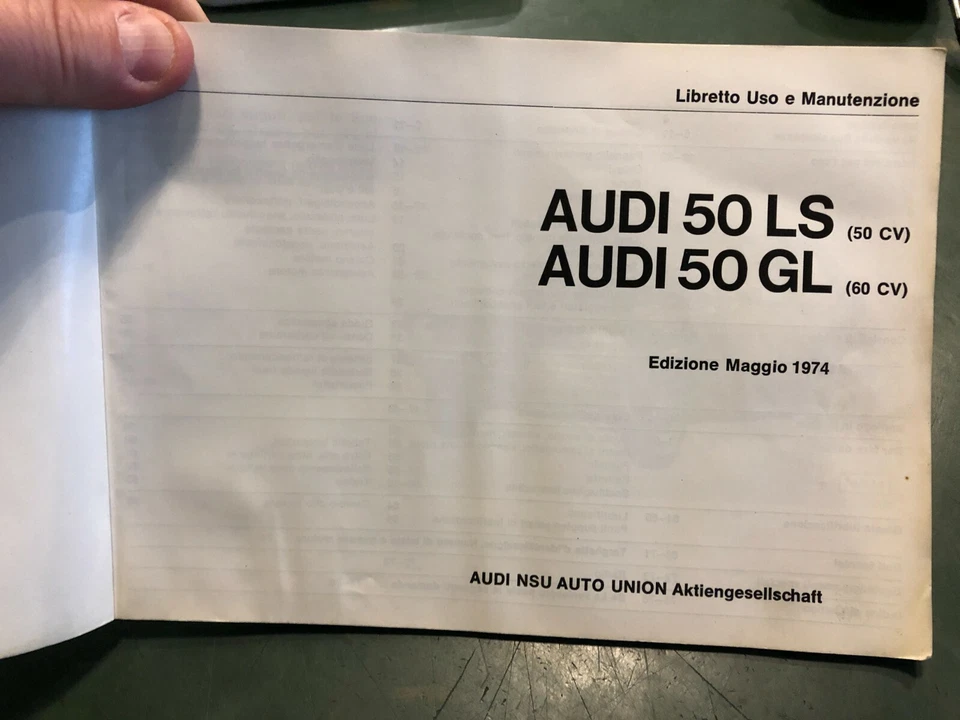 Libretto Uso e Manutenzione
AUDI 50 LS (50 CV)
AUDI 50 GL (60 CV)
Edizione Maggio 1974
AUDI NSU AUTO UNION Aktiengesellschaft